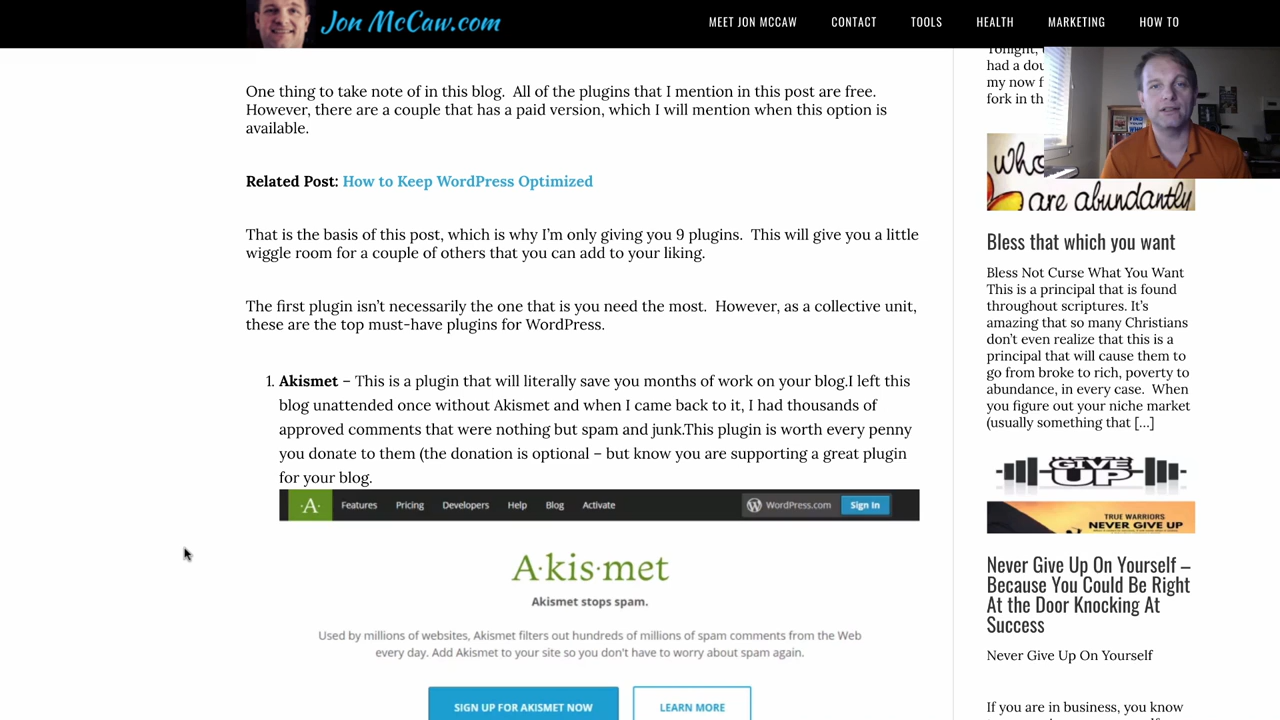 Jon McCaw.com
MEET JON MCCAW
CONTACT
TOOLS
HEALTH
MARKETING
HOW TO
One thing to take note of in this blog.  All of the plugins that I mention in this post are free.
However, there are a couple that has a paid version, which I will mention when this option is
available.
Related Post: How to Keep WordPress Optimized
That is the basis of this post, which is why I'm only giving you 9 plugins.  This will give you a little
wiggle room for a couple of others that you can add to your liking.
The first plugin isn't necessarily the one that is you need the most.  However, as a collective unit,
these are the top must-have plugins for WordPress.
1. Akismet – This is a plugin that will literally save you months of work on your blog.I left this
blog unattended once without Akismet and when I came back to it, I had thousands of
approved comments that were nothing but spam and junk.This plugin is worth every penny
you donate to them (the donation is optional – but know you are supporting a great plugin
for your blog.
·A·
Features
Pricing
Developers
Help
Blog
Activate
WordPress.com
Sign In
A·kis·met
Akismet stops spam.
Used by millions of websites, Akismet filters out hundreds of millions of spam comments from the Web
every day. Add Akismet to your site so you don't have to worry about spam again.
SIGN UP FOR AKISMET NOW
LEARN MORE
Tonight,
had a
my now
fork in
are abundantly
Bless that which you want
Bless Not Curse What You Want
This is a principal that is found
throughout scriptures. It's
amazing that so many Christians
don't even realize that this is a
principal that will cause them to
go from broke to rich, poverty to
abundance, in every case.  When
you figure out your niche market
(usually something that […]
NEVER GIVE
UP
TRUE WARRIORS
NEVER GIVE UP
Never Give Up On Yourself –
Because You Could Be Right
At the Door Knocking At
Success
Never Give Up On Yourself
If you are in business, you know